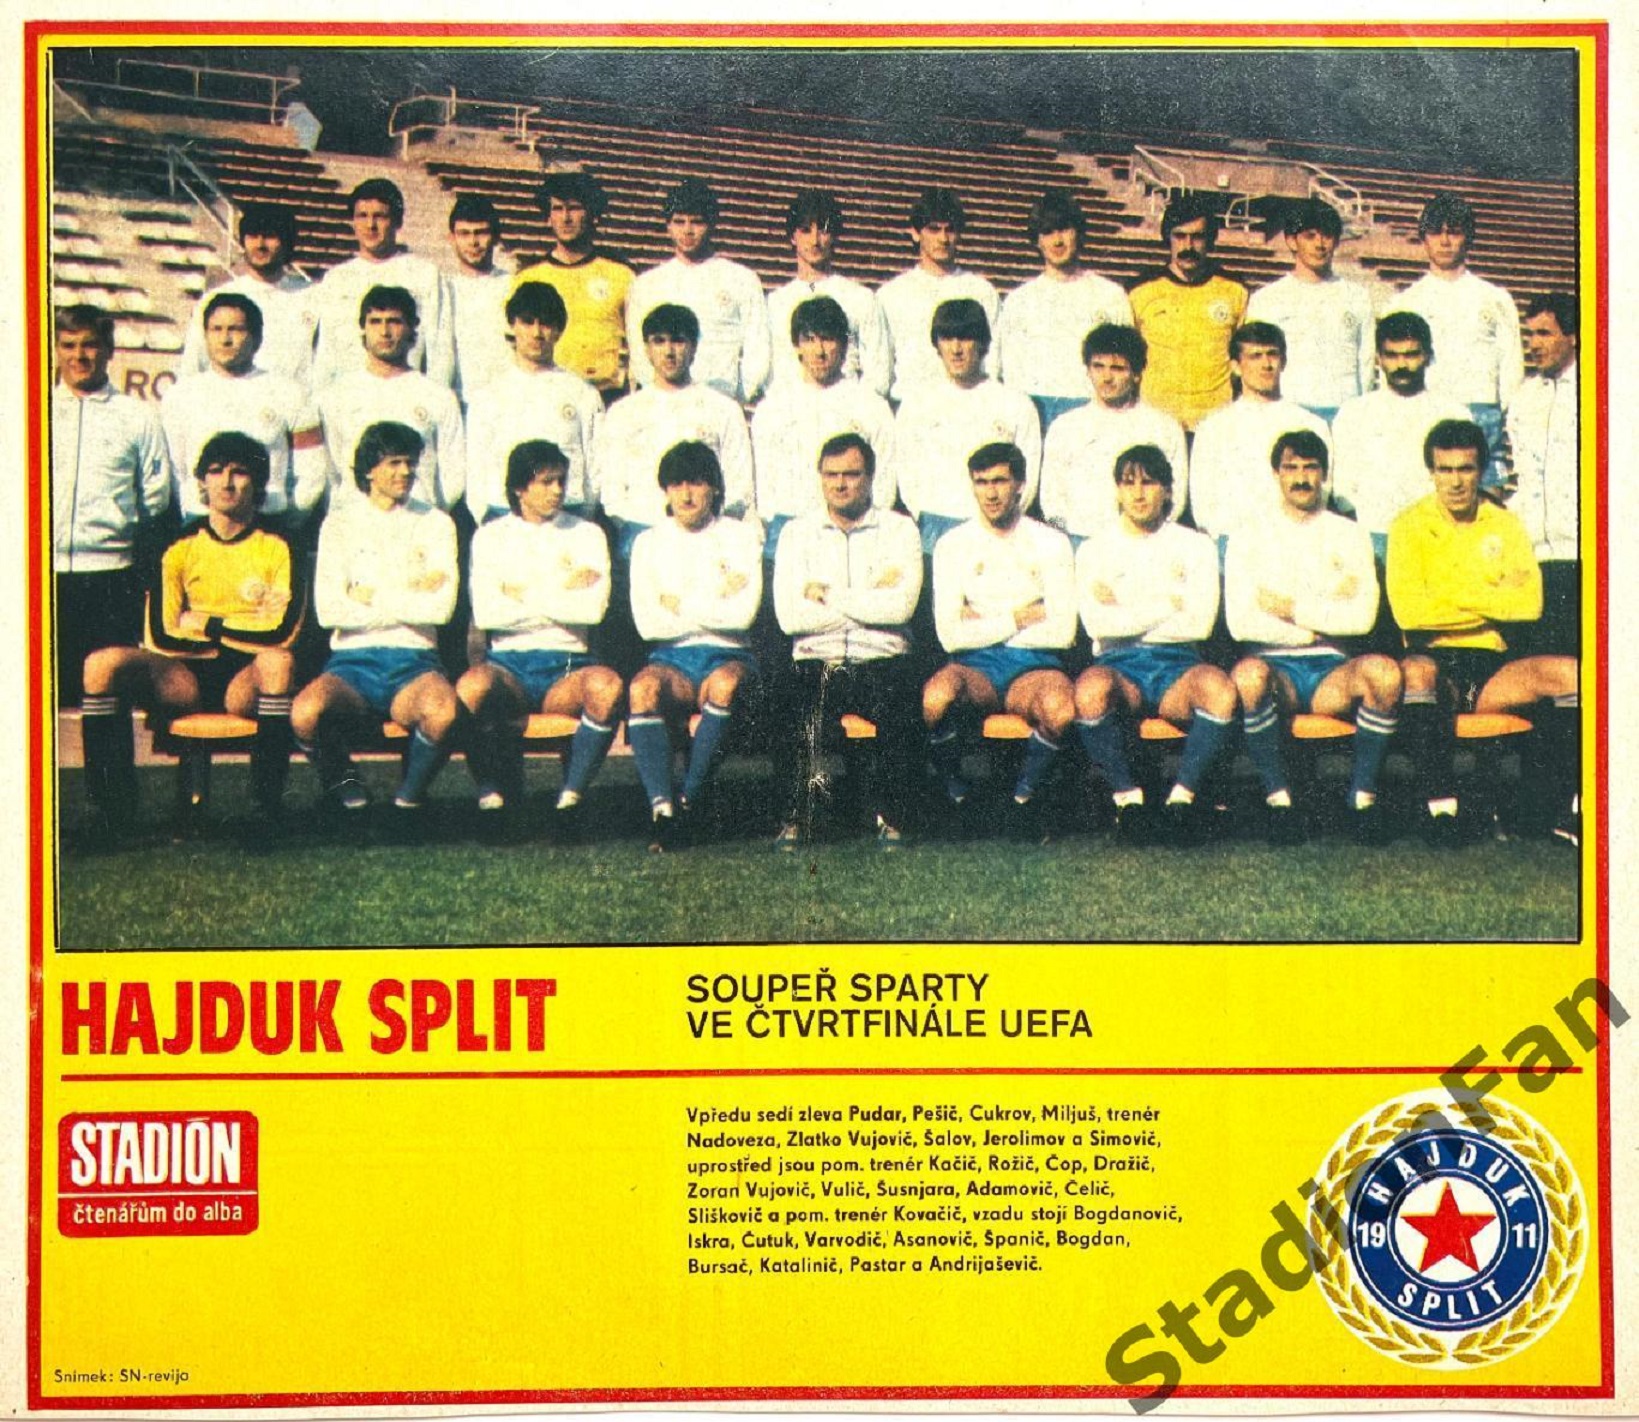 RO
HAJDUK SPLIT
SOUPEŘ SPARTY
VE ČTVRTFINÁLE UEFA
STADIÓN
čtenářům do alba
Vpředu sedí zleva Pudar, Pešič, Cukrov, Miljuš, trenér
Nadoveza, Zlatko Vujovič, Šalov, Jerolimov a Simovič,
uprostřed jsou pom. trenér Kačič, Rožič, Čop, Dražič,
Zoran Vujovič, Vulič, Šusnjara, Adamovič, Čelič,
Sliškovič a pom. trenér Kovačič, vzadu stojí Bogdanovič,
Iskra, Čutuk, Varvodič, Asanovič, Španič, Bogdan,
Bursač, Katalinič, Pastar a Andrijaševič.
HAJDUK
19 11
SPLIT
Snímek: SN-revija
StadionFan